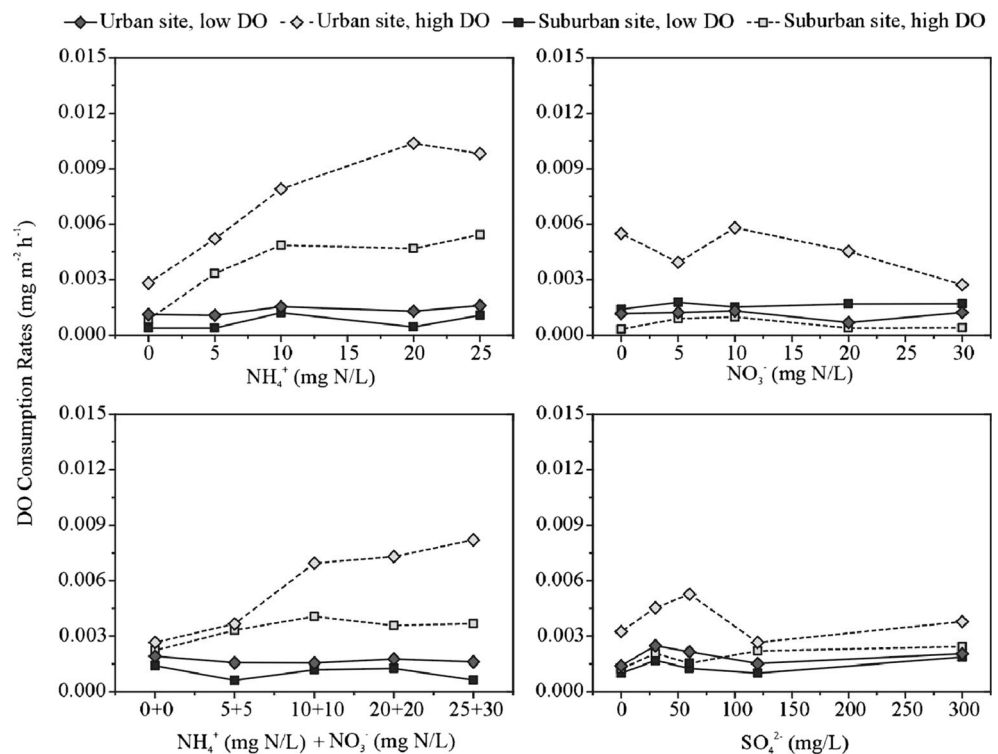 Urban site, low DO Urban site, high DO Suburban site, low DO Suburban site, high DO
0.015 0.015
0.012 0.012
0.009 0.009
0.006 0.006
0.003 0.003
0.000 0.000
0 5 10 15 20 25 0 5 10 20 30
NH₄⁺ (mg N/L) NO₃⁻ (mg N/L)
DO Consumption Rates (mg m⁻² h⁻¹)
0.015 0.015
0.012 0.012
0.009 0.009
0.006 0.006
0.003 0.003
0.000 0.000
0+0 5+5 10+10 20+20 25+30 0 50 100 150 200 250 300
NH₄⁺ (mg N/L) + NO₃⁻ (mg N/L) SO₄²⁻ (mg/L)